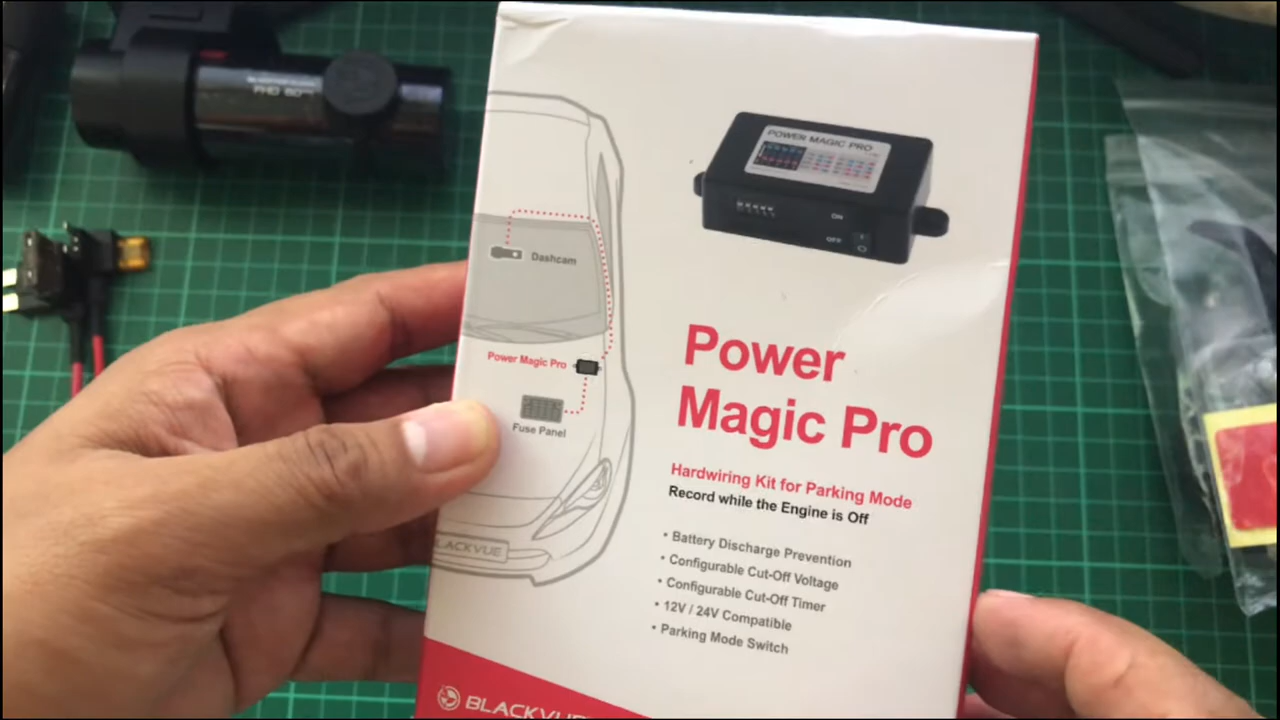 FHD 60
POWER MAGIC PRO
ON
OFF
Dashcam
Power Magic Pro
Fuse Panel
BLACKVUE
Power
Magic Pro
Hardwiring Kit for Parking Mode
Record while the Engine is Off
• Battery Discharge Prevention
• Configurable Cut-Off Voltage
• Configurable Cut-Off Timer
• 12V / 24V Compatible
• Parking Mode Switch
BLACKVUE